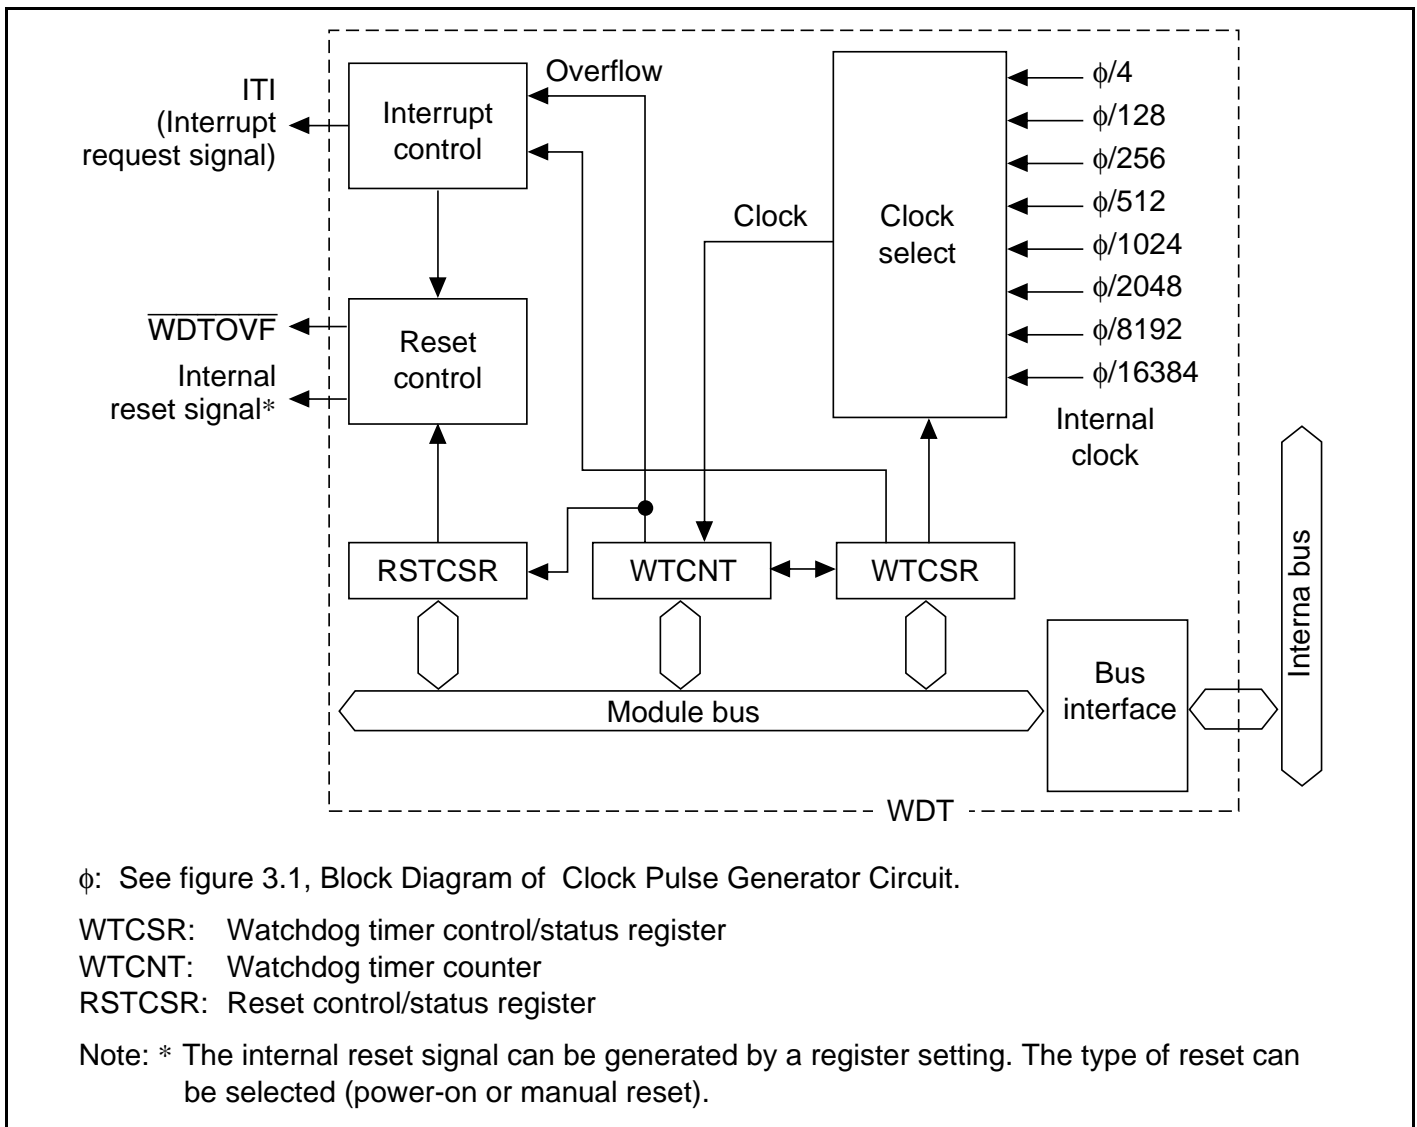 ITI
(Interrupt
request signal)
Interrupt
control
Overflow
Clock
Clock
select
ϕ/4
ϕ/128
ϕ/256
ϕ/512
ϕ/1024
ϕ/2048
ϕ/8192
ϕ/16384
Internal
clock
WDTOVF
Internal
reset signal*
Reset
control
RSTCSR
WTCNT
WTCSR
Module bus
Bus
interface
Interna bus
WDT
ϕ: See figure 3.1, Block Diagram of Clock Pulse Generator Circuit.
WTCSR: Watchdog timer control/status register
WTCNT: Watchdog timer counter
RSTCSR: Reset control/status register
Note: * The internal reset signal can be generated by a register setting. The type of reset can
be selected (power-on or manual reset).